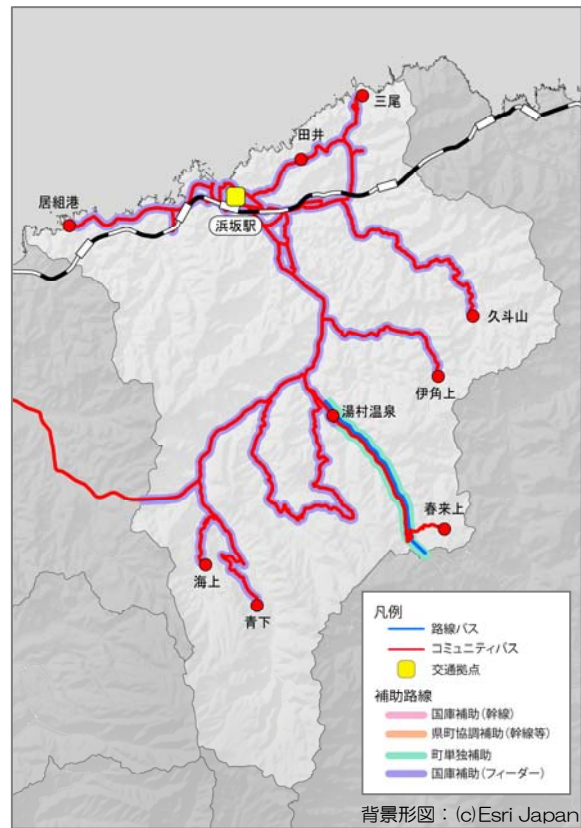 三尾
田井
居組港
浜坂駅
久斗山
伊角上
湯村温泉
春来上
海上
青下
凡例
路線バス
コミュニティバス
交通拠点
補助路線
国庫補助(幹線)
県町協調補助(幹線等)
町単独補助
国庫補助(フィーダー)
背景形図：(c)Esri Japan